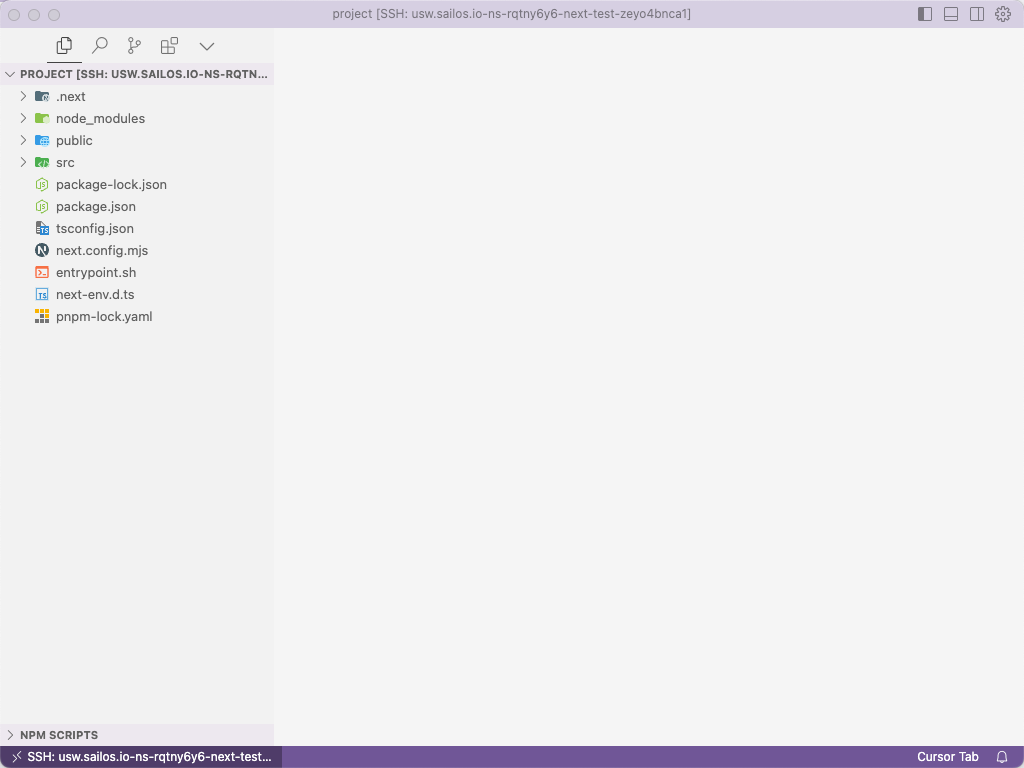 project [SSH: usw.sailos.io-ns-rqtny6y6-next-test-zeyo4bnca1]
PROJECT [SSH: USW.SAILOS.IO-NS-RQTN...
.next
node_modules
public
src
package-lock.json
package.json
tsconfig.json
next.config.mjs
entrypoint.sh
next-env.d.ts
pnpm-lock.yaml
NPM SCRIPTS
SSH: usw.sailos.io-ns-rqtny6y6-next-test...
Cursor Tab